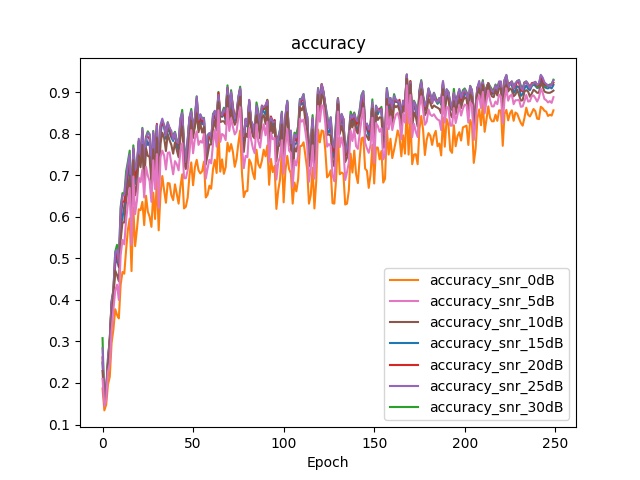 accuracy
0.9
0.8
0.7
0.6
0.5
0.4
0.3
0.2
0.1
accuracy_snr_0dB
accuracy_snr_5dB
accuracy_snr_10dB
accuracy_snr_15dB
accuracy_snr_20dB
accuracy_snr_25dB
accuracy_snr_30dB
0 50 100 150 200 250
Epoch